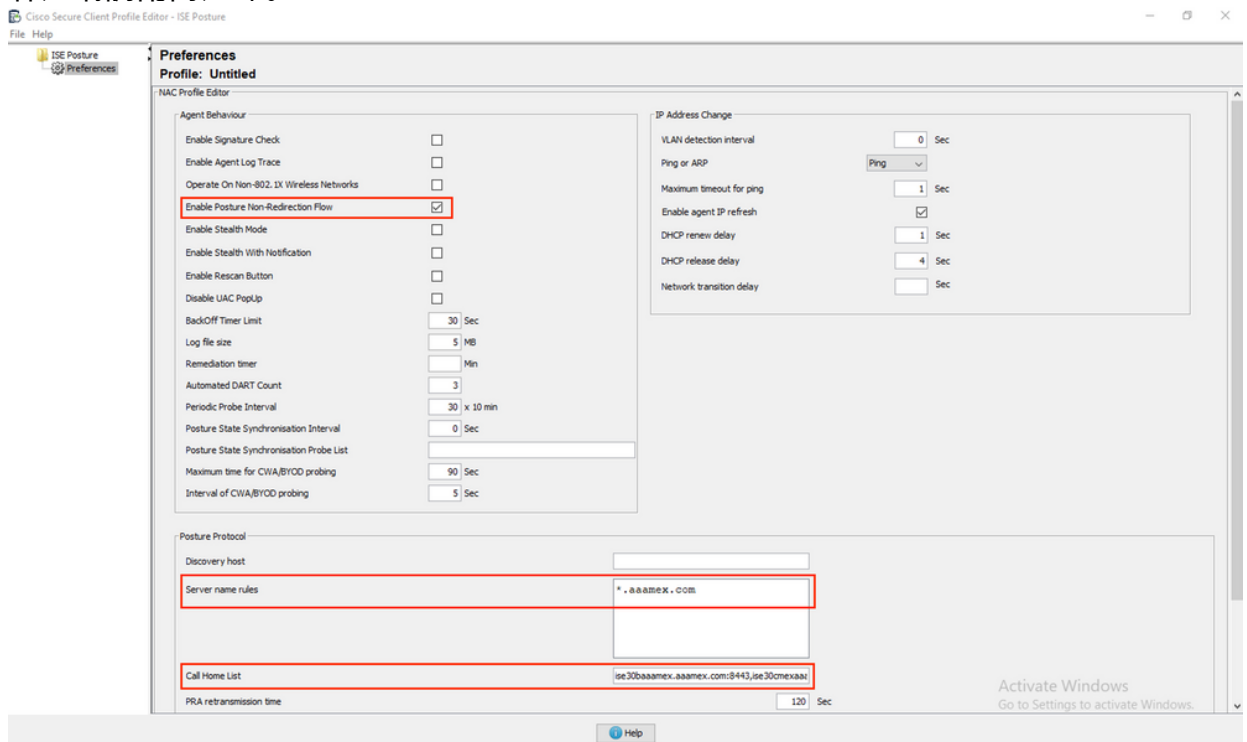 Cisco Secure Client Profile Editor - ISE Posture
File Help
ISE Posture
Preferences
Preferences
Profile: Untitled
NAC Profile Editor
Agent Behaviour
Enable Signature Check
Enable Agent Log Trace
Operate On Non-802.1X Wireless Networks
Enable Posture Non-Redirection Flow
Enable Stealth Mode
Enable Stealth With Notification
Enable Rescan Button
Disable UAC PopUp
BackOff Timer Limit 30 Sec
Log file size 5 MB
Remediation timer Min
Automated DART Count 3
Periodic Probe Interval 30 x 10 min
Posture State Synchronisation Interval 0 Sec
Posture State Synchronisation Probe List
Maximum time for CWA/BYOD probing 90 Sec
Interval of CWA/BYOD probing 5 Sec
IP Address Change
VLAN detection interval 0 Sec
Ping or ARP Ping
Maximum timeout for ping 1 Sec
Enable agent IP refresh
DHCP renew delay 1 Sec
DHCP release delay 4 Sec
Network transition delay Sec
Posture Protocol
Discovery host
Server name rules *.aaamex.com
Call Home List ise30baaamex.aaamex.com:8443,ise30cmexaaa
PRA retransmission time 120 Sec
Activate Windows
Go to Settings to activate Windows.
Help